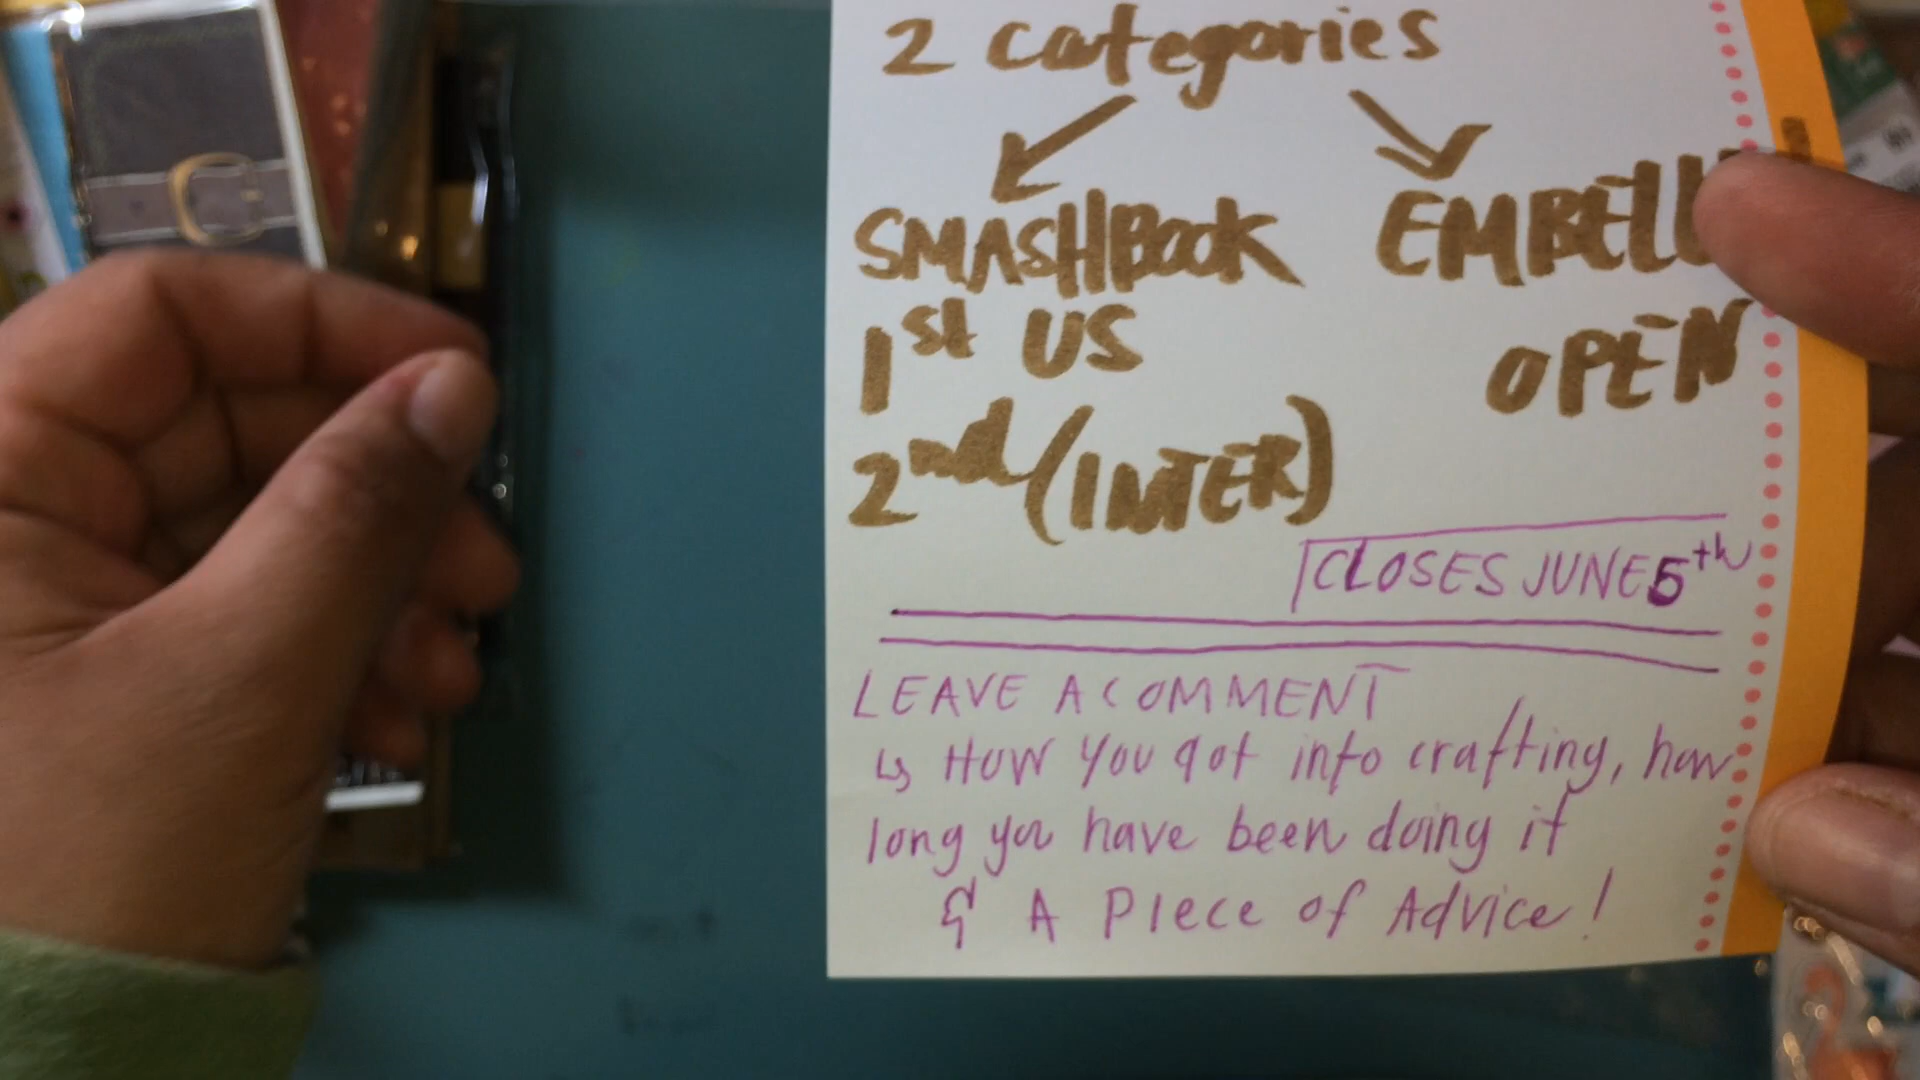 2 categories
SMASHBOOK EMBELL
1st US OPEN
2nd (INTER)
CLOSES JUNE 5th
LEAVE A COMMENT
↳ HOW YOU got into crafting, how
long you have been doing it
& A Piece of Advice!